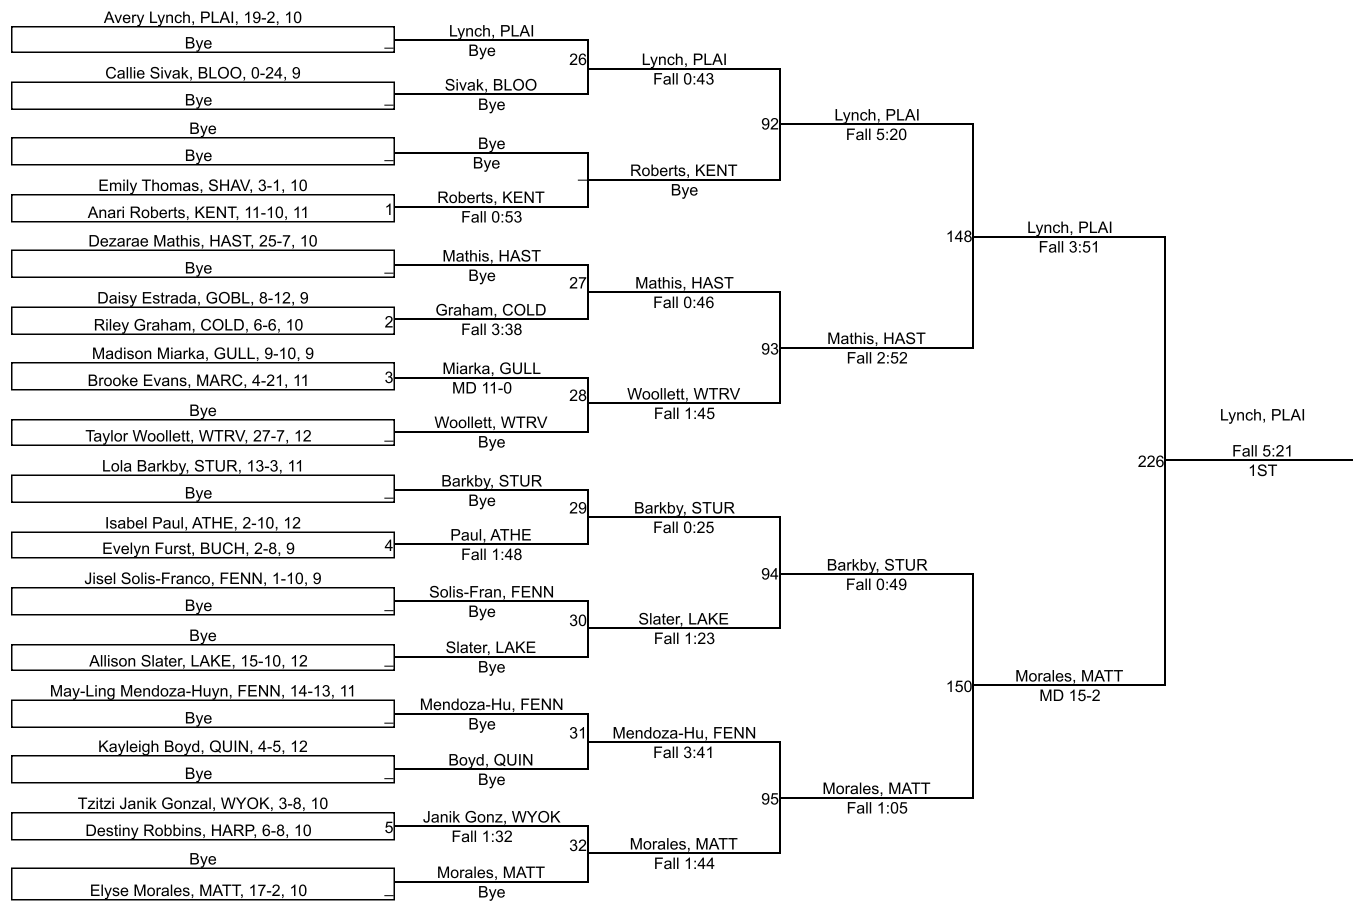 Avery Lynch, PLAI, 19-2, 10
Bye
Callie Sivak, BLOO, 0-24, 9
Bye
Bye
Bye
Emily Thomas, SHAV, 3-1, 10
Anari Roberts, KENT, 11-10, 11
1
Dezarae Mathis, HAST, 25-7, 10
Bye
Daisy Estrada, GOBL, 8-12, 9
Riley Graham, COLD, 6-6, 10
2
Madison Miarka, GULL, 9-10, 9
Brooke Evans, MARC, 4-21, 11
3
Bye
Taylor Woollett, WTRV, 27-7, 12
Lola Barkby, STUR, 13-3, 11
Bye
Isabel Paul, ATHE, 2-10, 12
Evelyn Furst, BUCH, 2-8, 9
4
Jisel Solis-Franco, FENN, 1-10, 9
Bye
Bye
Allison Slater, LAKE, 15-10, 12
May-Ling Mendoza-Huyn, FENN, 14-13, 11
Bye
Kayleigh Boyd, QUIN, 4-5, 12
Bye
Tzitzi Janik Gonzal, WYOK, 3-8, 10
Destiny Robbins, HARP, 6-8, 10
5
Bye
Elyse Morales, MATT, 17-2, 10
Lynch, PLAI
Bye
26
Sivak, BLOO
Bye
Bye
Bye
Roberts, KENT
Fall 0:53
Mathis, HAST
Bye
27
Graham, COLD
Fall 3:38
Miarka, GULL
MD 11-0
28
Woollett, WTRV
Bye
Barkby, STUR
Bye
29
Paul, ATHE
Fall 1:48
Solis-Fran, FENN
Bye
30
Slater, LAKE
Bye
Mendoza-Hu, FENN
Bye
31
Boyd, QUIN
Bye
Janik Gonz, WYOK
Fall 1:32
32
Morales, MATT
Bye
Lynch, PLAI
Fall 0:43
92
Roberts, KENT
Bye
Mathis, HAST
Fall 0:46
93
Woollett, WTRV
Fall 1:45
Barkby, STUR
Fall 0:25
94
Slater, LAKE
Fall 1:23
Mendoza-Hu, FENN
Fall 3:41
95
Morales, MATT
Fall 1:44
Lynch, PLAI
Fall 5:20
148
Mathis, HAST
Fall 2:52
Barkby, STUR
Fall 0:49
150
Morales, MATT
Fall 1:05
Lynch, PLAI
Fall 3:51
226
Morales, MATT
MD 15-2
Lynch, PLAI
Fall 5:21
1ST